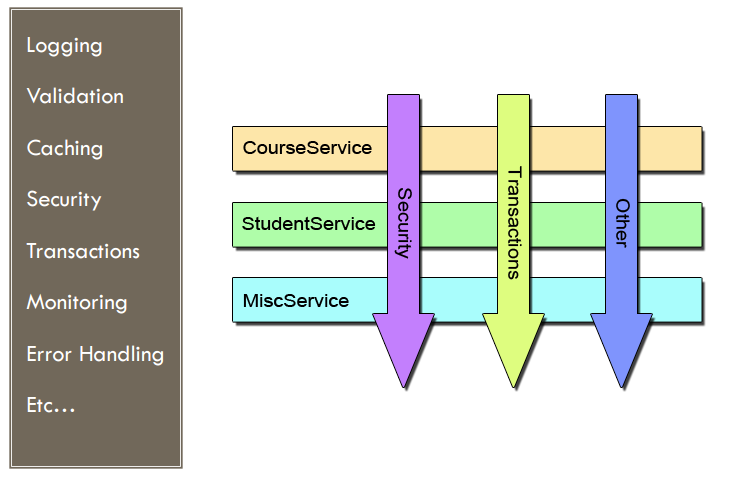 Logging
Validation
Caching
Security
Transactions
Monitoring
Error Handling
Etc...
CourseService
StudentService
MiscService
Security
Transactions
Other